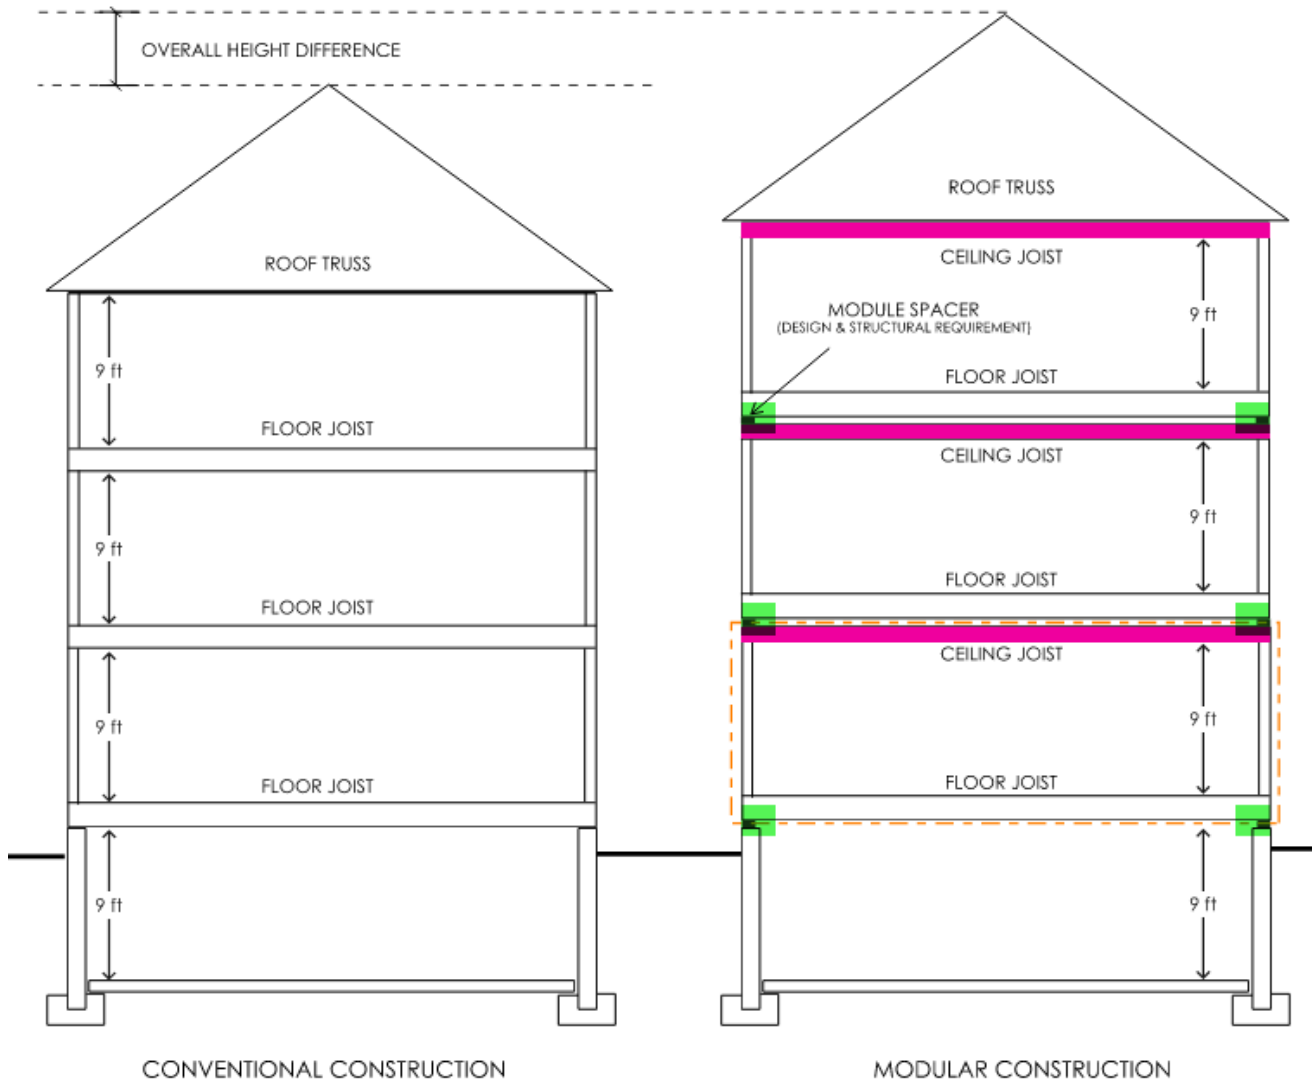 OVERALL HEIGHT DIFFERENCE
ROOF TRUSS
9 ft
FLOOR JOIST
9 ft
FLOOR JOIST
9 ft
FLOOR JOIST
9 ft
CONVENTIONAL CONSTRUCTION
ROOF TRUSS
CEILING JOIST
MODULE SPACER
(DESIGN & STRUCTURAL REQUIREMENT)
9 ft
FLOOR JOIST
CEILING JOIST
9 ft
FLOOR JOIST
CEILING JOIST
9 ft
FLOOR JOIST
9 ft
MODULAR CONSTRUCTION